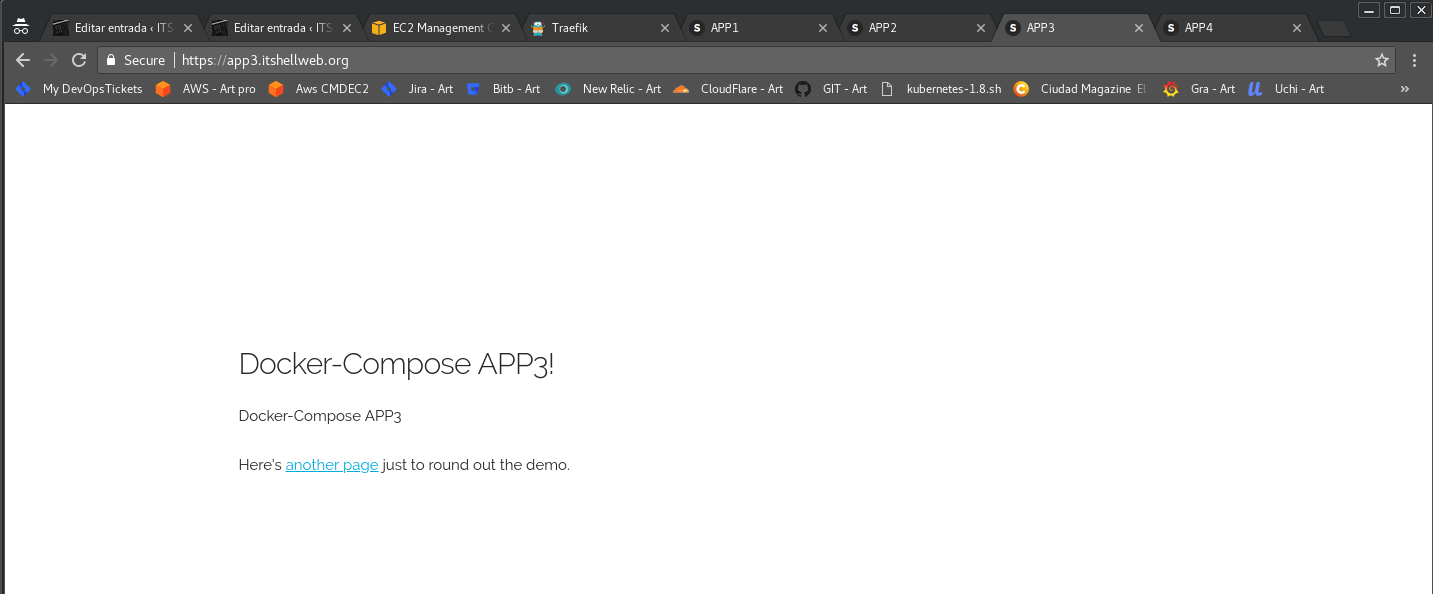 Editar entrada ‹ ITS Editar entrada ‹ ITS EC2 Management Traefik APP1 APP2 APP3 APP4
Secure https://app3.itshellweb.org
My DevOpsTickets AWS - Art pro Aws CMDEC2 Jira - Art Bitb - Art New Relic - Art CloudFlare - Art GIT - Art kubernetes-1.8.sh Ciudad Magazine El Gra - Art Uchi - Art »
Docker-Compose APP3!
Docker-Compose APP3
Here's another page just to round out the demo.